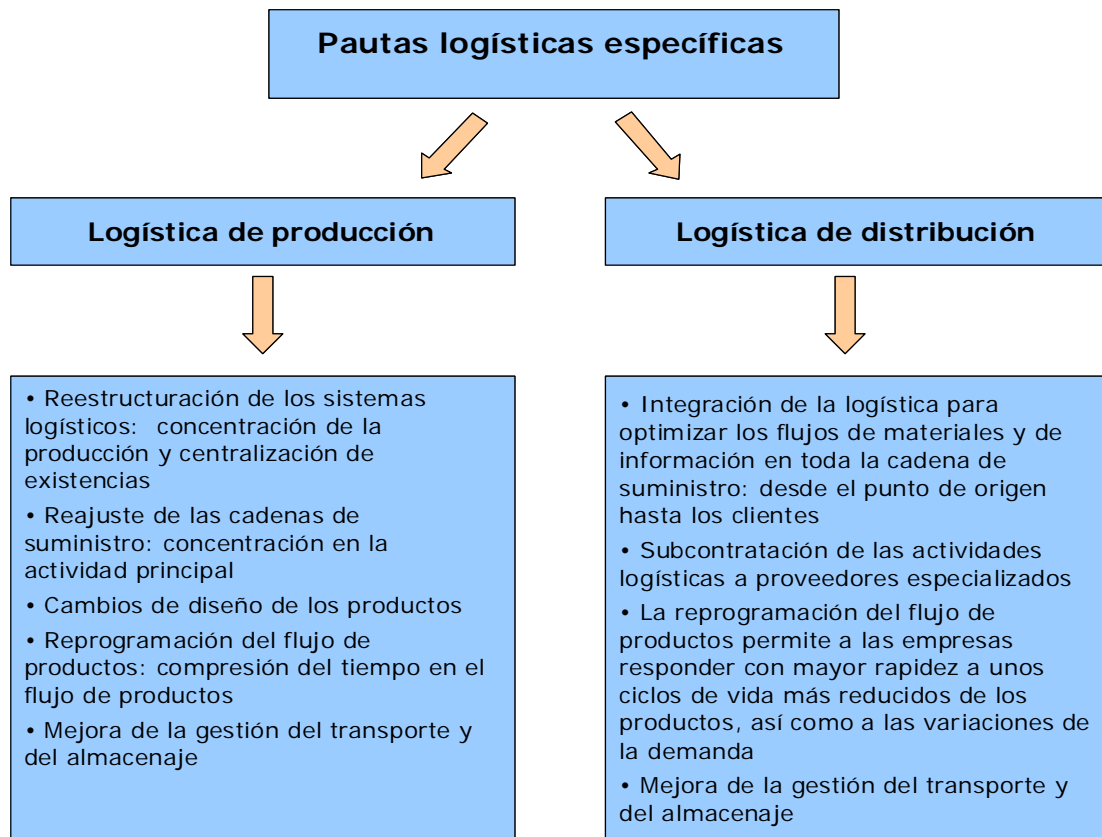 Pautas logísticas específicas
Logística de producción
Logística de distribución
• Reestructuración de los sistemas
logísticos: concentración de la
producción y centralización de
existencias
• Reajuste de las cadenas de
suministro: concentración en la
actividad principal
• Cambios de diseño de los productos
• Reprogramación del flujo de
productos: compresión del tiempo en el
flujo de productos
• Mejora de la gestión del transporte y
del almacenaje
• Integración de la logística para
optimizar los flujos de materiales y de
información en toda la cadena de
suministro: desde el punto de origen
hasta los clientes
• Subcontratación de las actividades
logísticas a proveedores especializados
• La reprogramación del flujo de
productos permite a las empresas
responder con mayor rapidez a unos
ciclos de vida más reducidos de los
productos, así como a las variaciones de
la demanda
• Mejora de la gestión del transporte y
del almacenaje